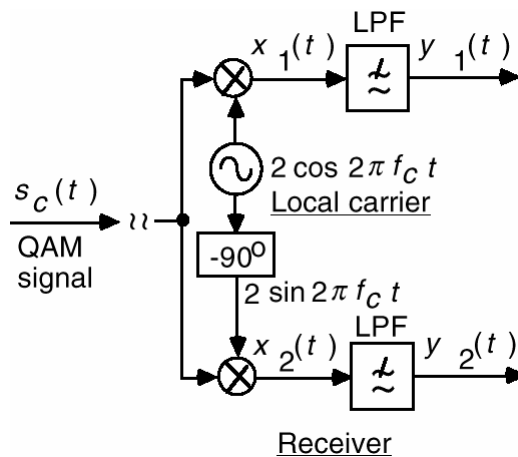 LPF
x 1(t)
y 1(t)
2 cos 2π fc t
Local carrier
sc(t)
QAM
signal
-90o
2 sin 2π fc t
LPF
x 2(t)
y 2(t)
Receiver